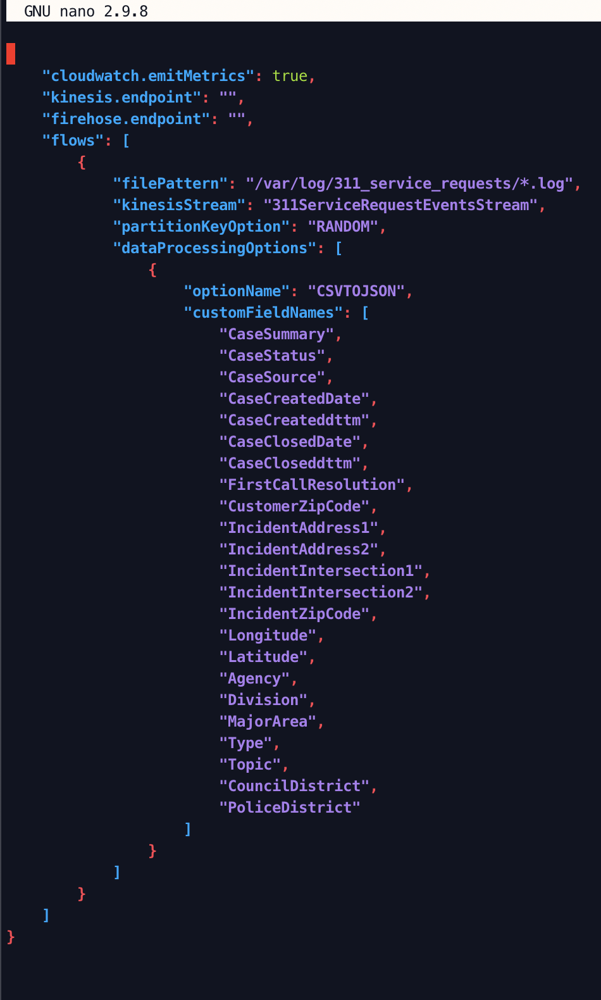 GNU nano 2.9.8
    "cloudwatch.emitMetrics": true,
    "kinesis.endpoint": "",
    "firehose.endpoint": "",
    "flows": [
        {
            "filePattern": "/var/log/311_service_requests/*.log",
            "kinesisStream": "311ServiceRequestEventsStream",
            "partitionKeyOption": "RANDOM",
            "dataProcessingOptions": [
                {
                    "optionName": "CSVTOJSON",
                    "customFieldNames": [
                        "CaseSummary",
                        "CaseStatus",
                        "CaseSource",
                        "CaseCreatedDate",
                        "CaseCreateddttm",
                        "CaseClosedDate",
                        "CaseCloseddttm",
                        "FirstCallResolution",
                        "CustomerZipCode",
                        "IncidentAddress1",
                        "IncidentAddress2",
                        "IncidentIntersection1",
                        "IncidentIntersection2",
                        "IncidentZipCode",
                        "Longitude",
                        "Latitude",
                        "Agency",
                        "Division",
                        "MajorArea",
                        "Type",
                        "Topic",
                        "CouncilDistrict",
                        "PoliceDistrict"
                    ]
                }
            ]
        }
    ]
}